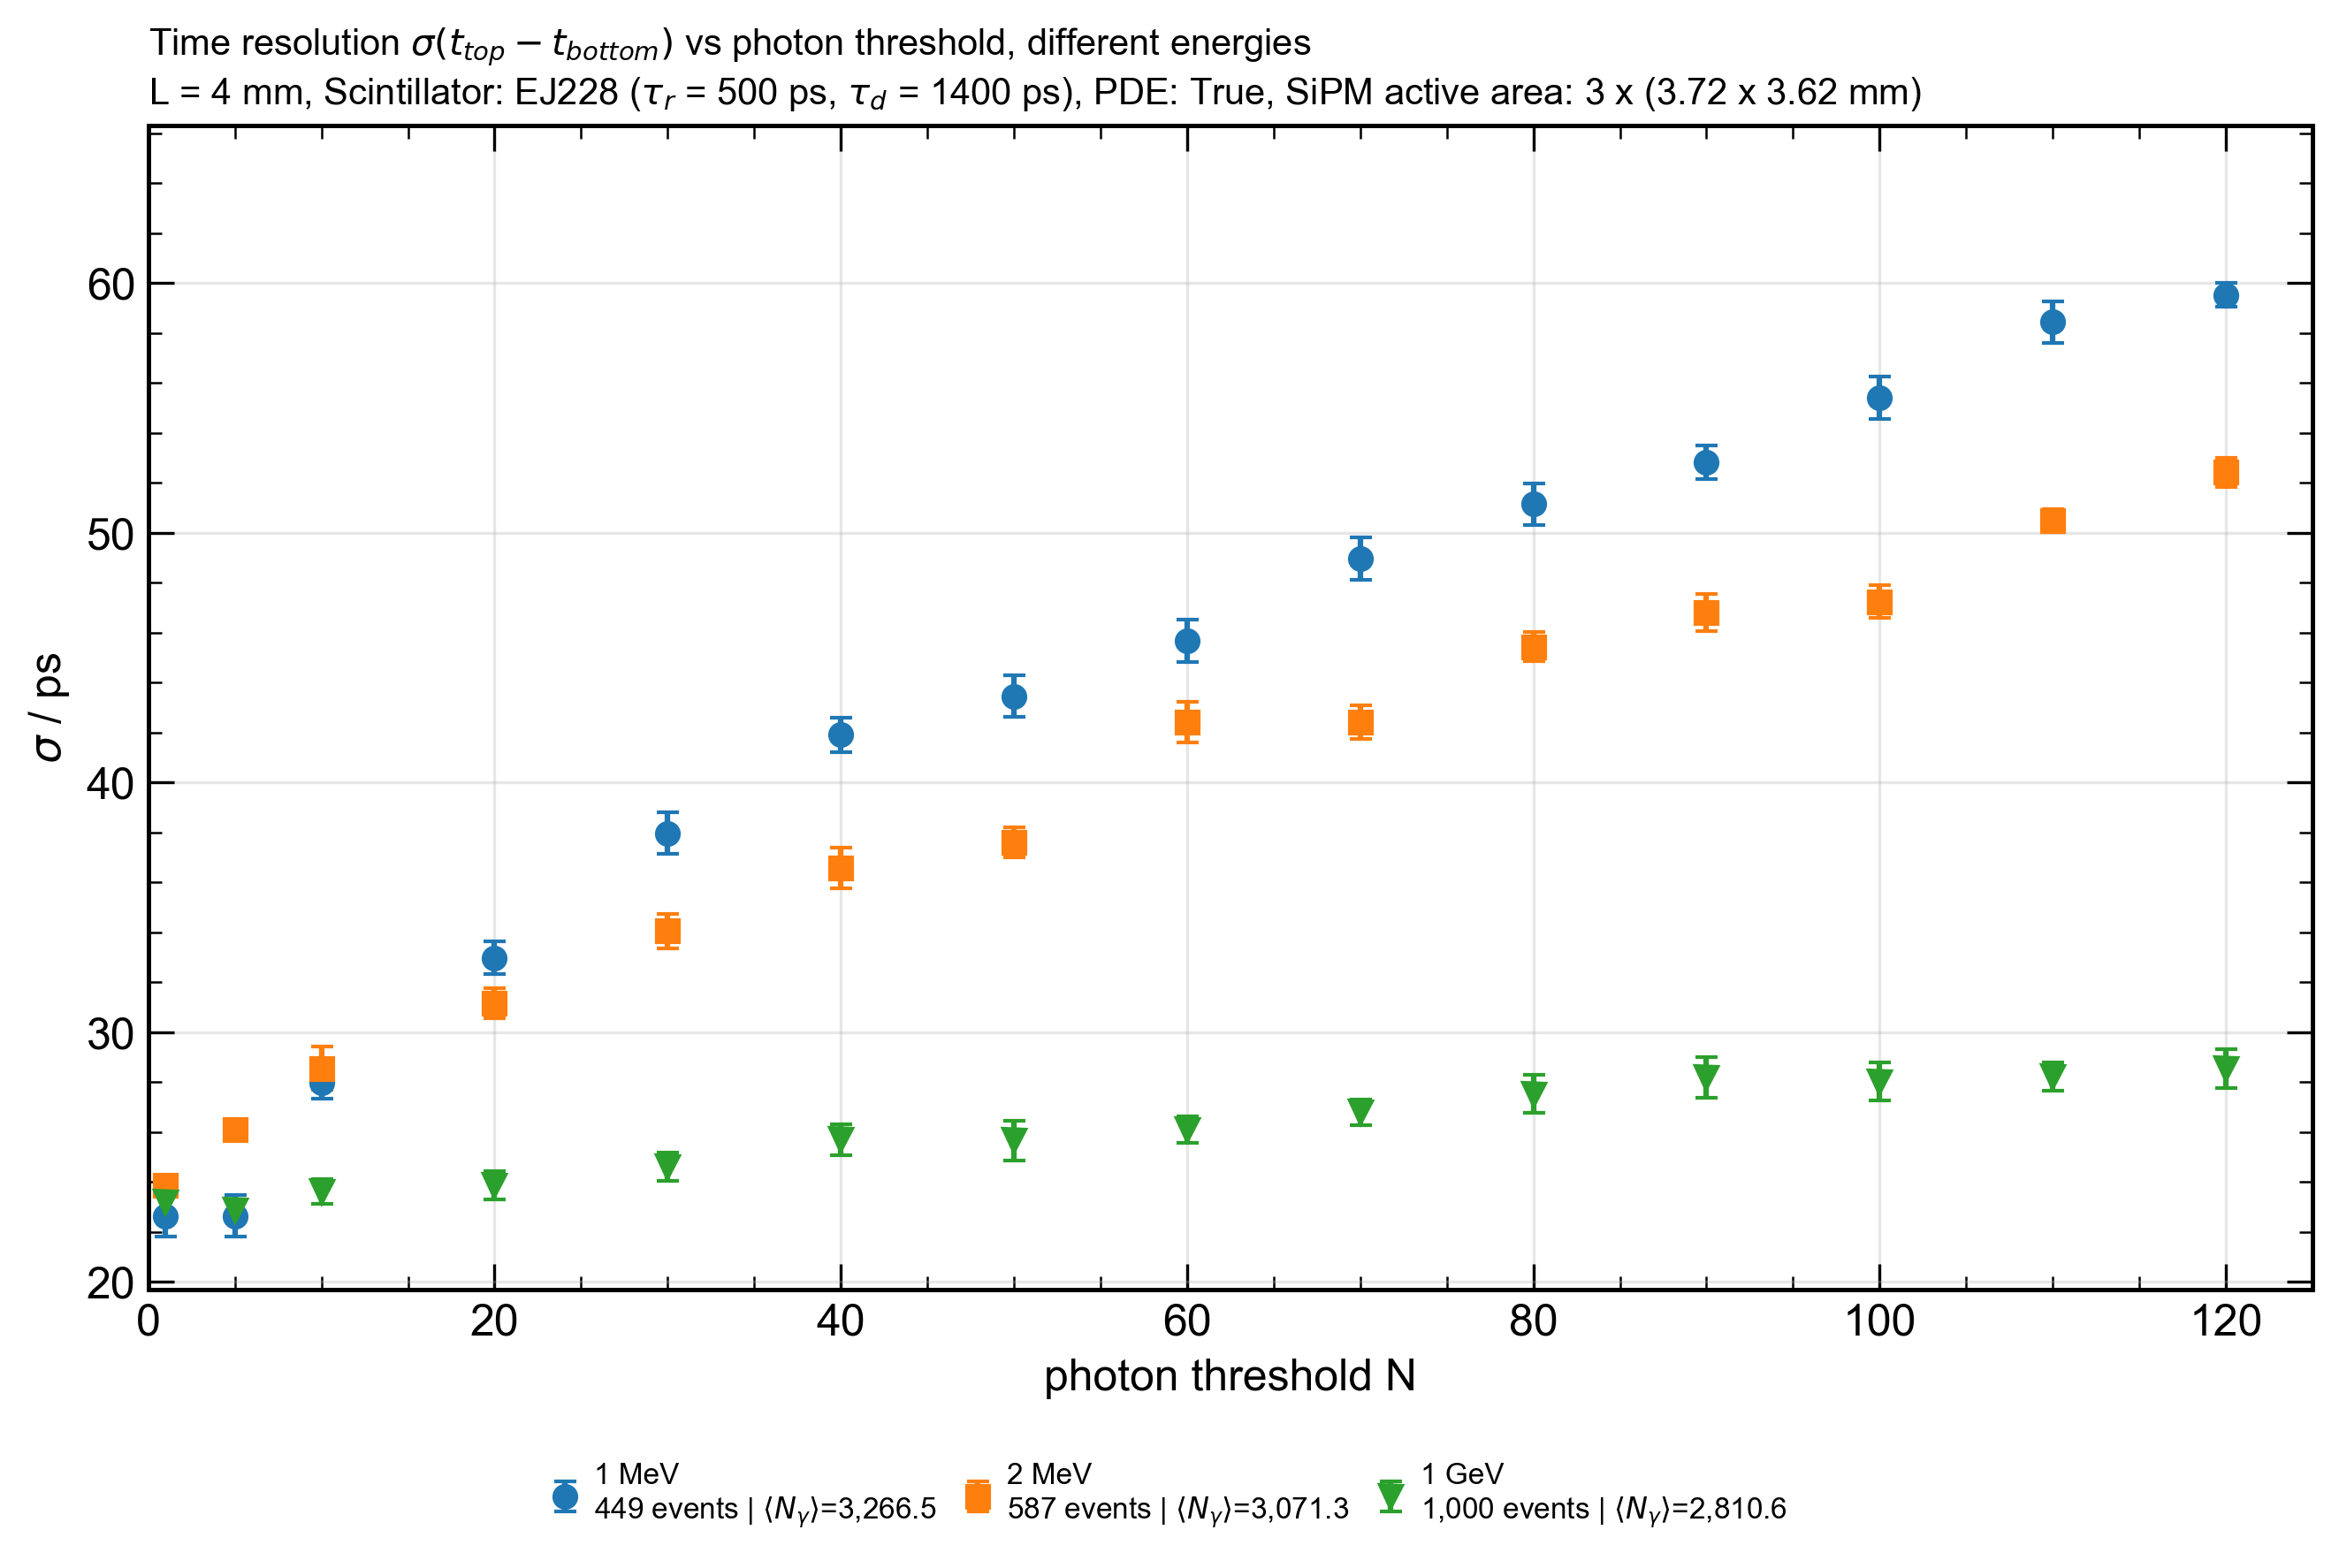 Time resolution σ(t_top − t_bottom) vs photon threshold, different energies
L = 4 mm, Scintillator: EJ228 (τ_r = 500 ps, τ_d = 1400 ps), PDE: True, SiPM active area: 3 x (3.72 x 3.62 mm)
60
50
40
30
20
σ / ps
0 20 40 60 80 100 120
photon threshold N
1 MeV
449 events | ⟨N_γ⟩=3,266.5
2 MeV
587 events | ⟨N_γ⟩=3,071.3
1 GeV
1,000 events | ⟨N_γ⟩=2,810.6